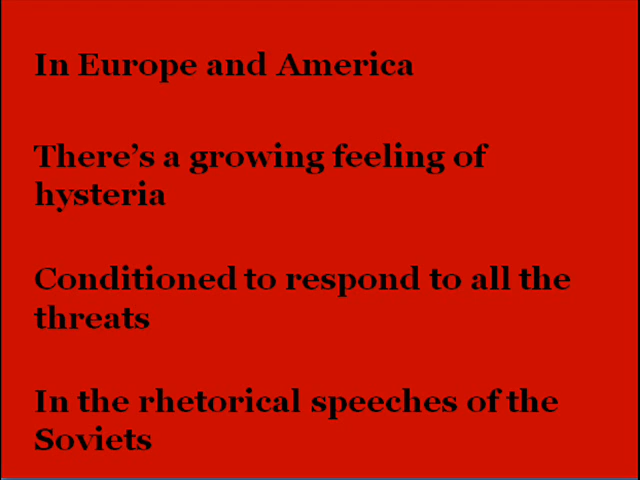 In Europe and America
There's a growing feeling of
hysteria
Conditioned to respond to all the
threats
In the rhetorical speeches of the
Soviets